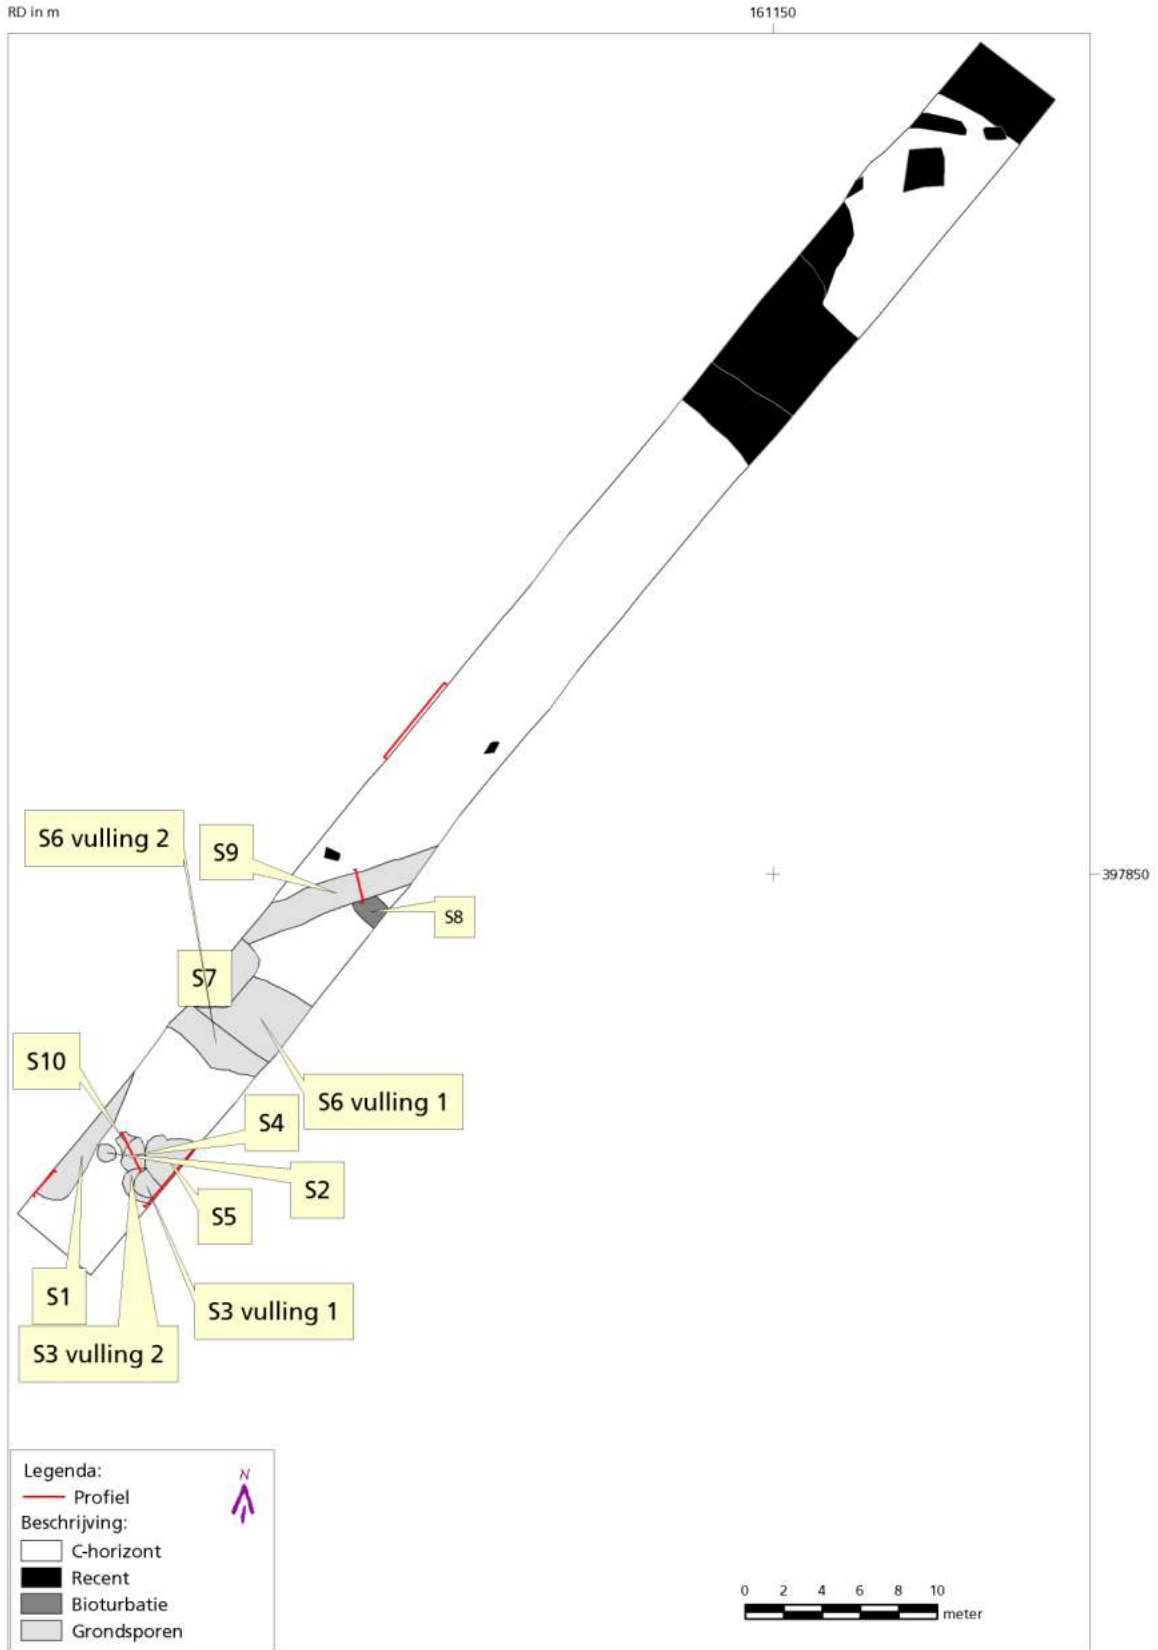 RD in m
161150
S6 vulling 2
S9
397850
S8
S7
S10
S6 vulling 1
S4
S2
S5
S1
S3 vulling 1
S3 vulling 2
Legenda:
N
Profiel
Beschrijving:
C-horizont
Recent
Bioturbatie
Grondsporen
0 2 4 6 8 10
meter